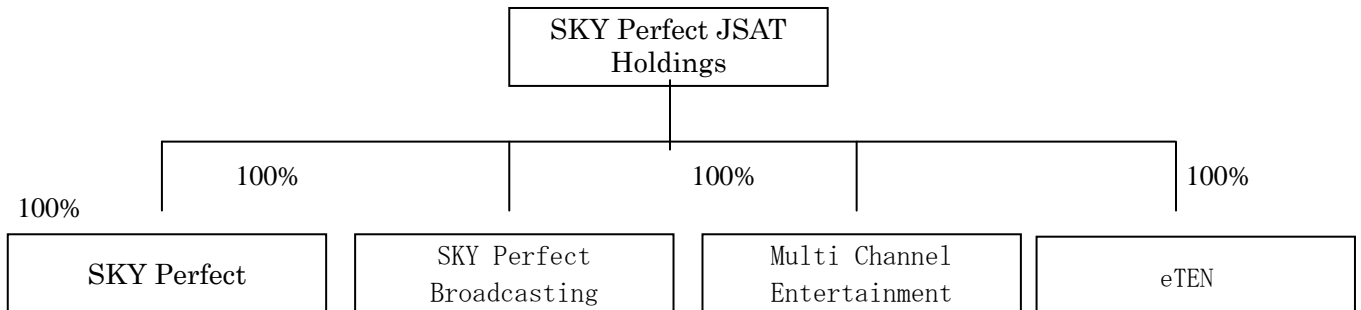 SKY Perfect JSAT
Holdings
100%
100%
100%
100%
SKY Perfect
SKY Perfect
Broadcasting
Multi Channel
Entertainment
eTEN